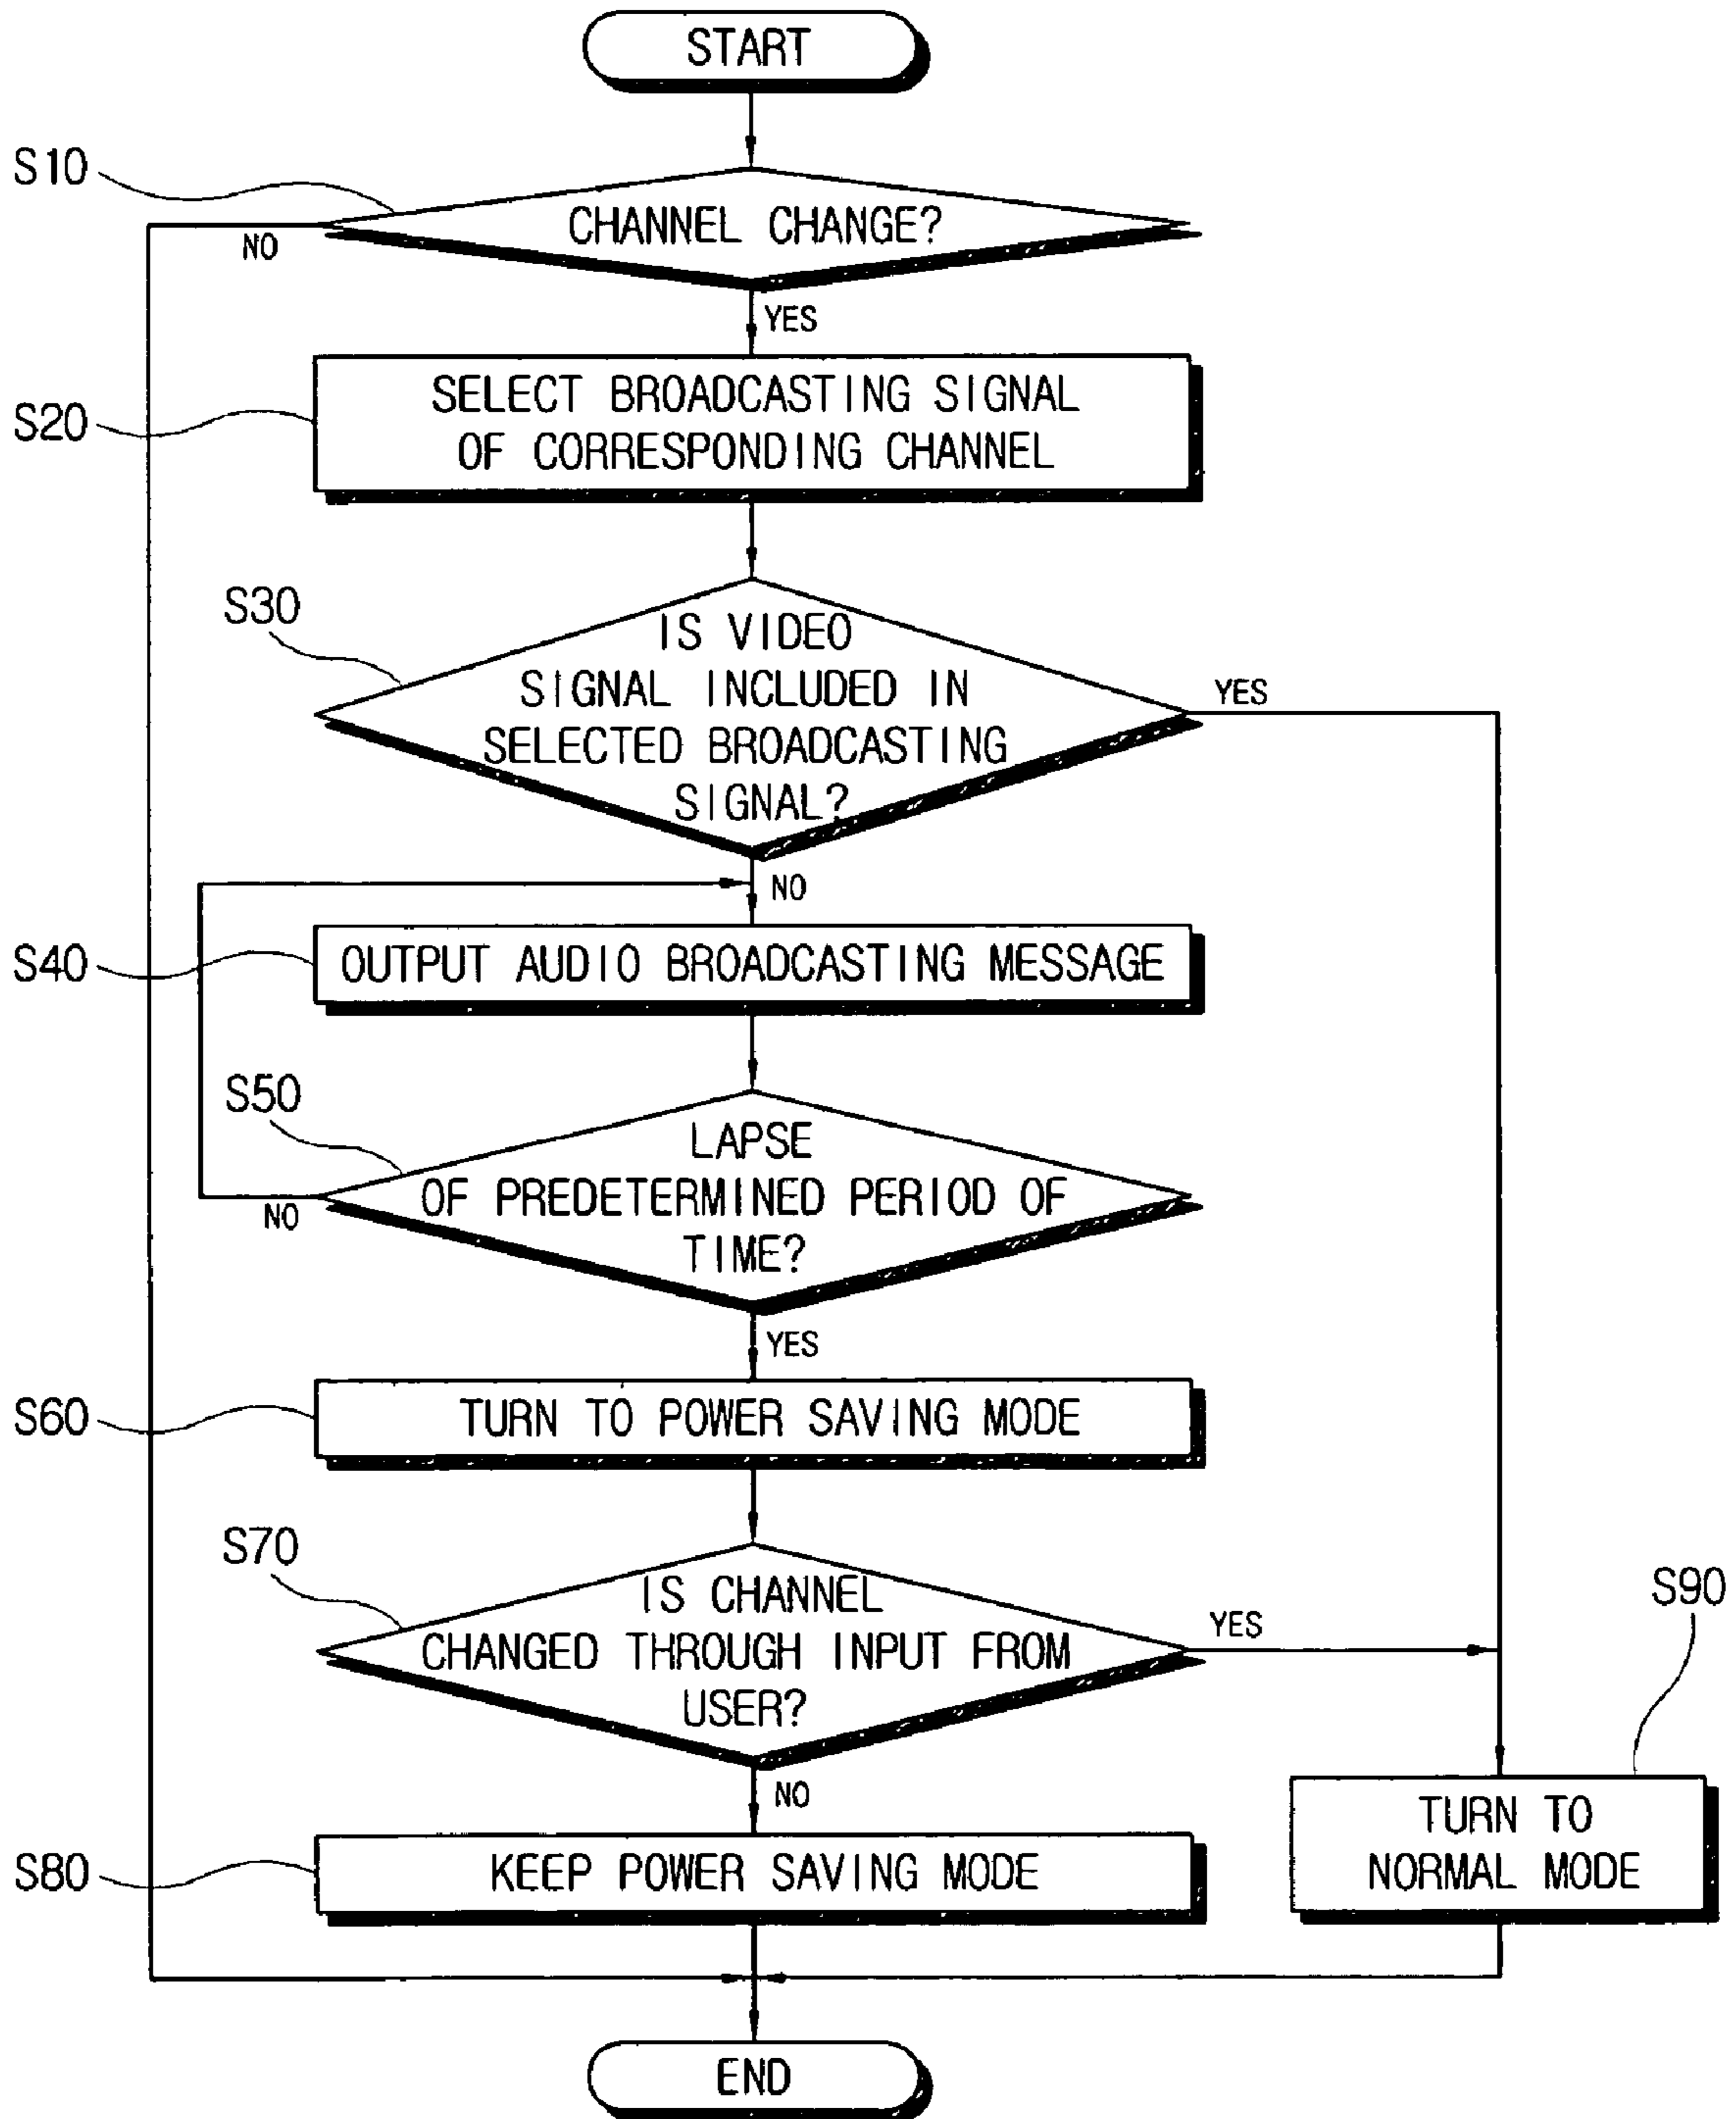 START
S10
CHANNEL CHANGE?
NO
YES
S20
SELECT BROADCASTING SIGNAL
OF CORRESPONDING CHANNEL
S30
IS VIDEO
SIGNAL INCLUDED IN
SELECTED BROADCASTING
SIGNAL?
YES
NO
S40
OUTPUT AUDIO BROADCASTING MESSAGE
S50
LAPSE
OF PREDETERMINED PERIOD OF
TIME?
NO
YES
S60
TURN TO POWER SAVING MODE
S70
IS CHANNEL
CHANGED THROUGH INPUT FROM
USER?
YES
NO
S90
TURN TO
NORMAL MODE
S80
KEEP POWER SAVING MODE
END